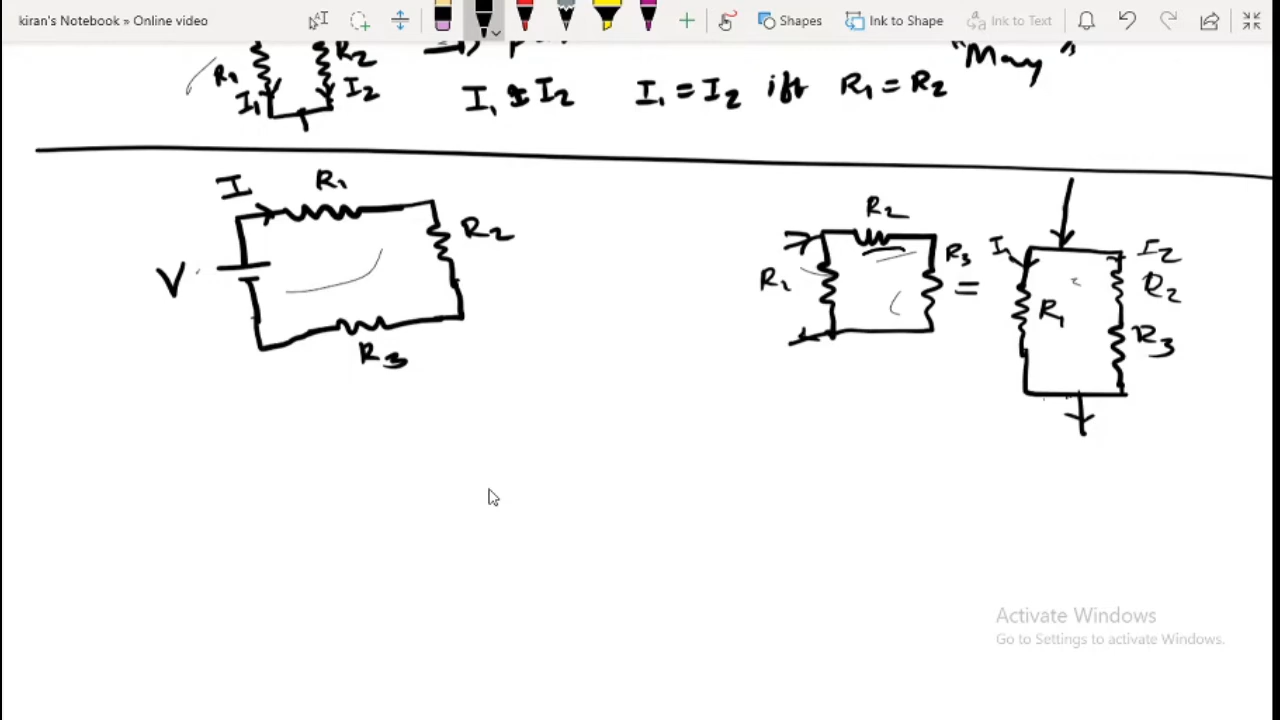 kiran's Notebook » Online video
Shapes
Ink to Shape
Ink to Text
R₁ R₂
"May"
I₁ I₂
I₁ ± I₂ I₁ = I₂ iff R₁ = R₂
I R₁
R₂
V
R₃
R₂
R₁ R₃ =
I₁ I₂
R₂
R₁
R₃
Activate Windows
Go to Settings to activate Windows.